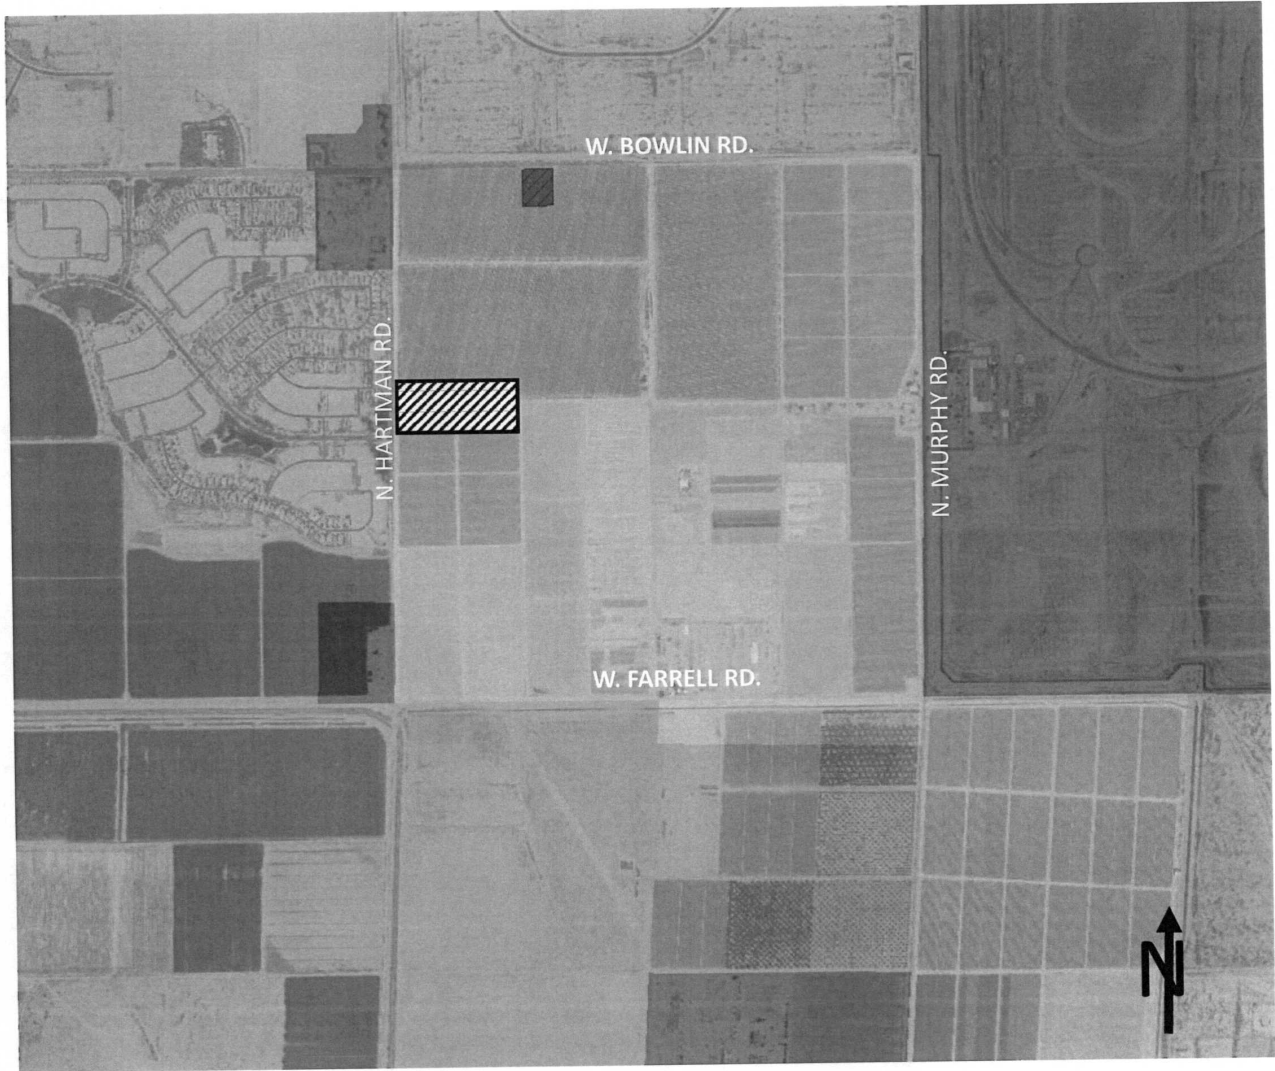 W. BOWLIN RD.
N. HARTMAN RD.
N. MURPHY RD.
W. FARRELL RD.
N